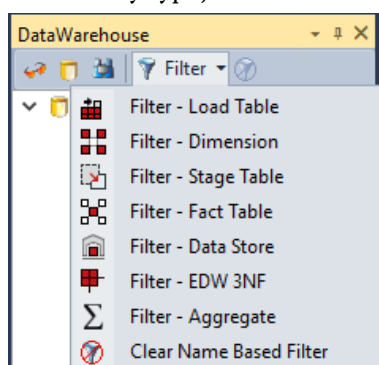 DataWarehouse
Filter
Filter - Load Table
Filter - Dimension
Filter - Stage Table
Filter - Fact Table
Filter - Data Store
Filter - EDW 3NF
Filter - Aggregate
Clear Name Based Filter